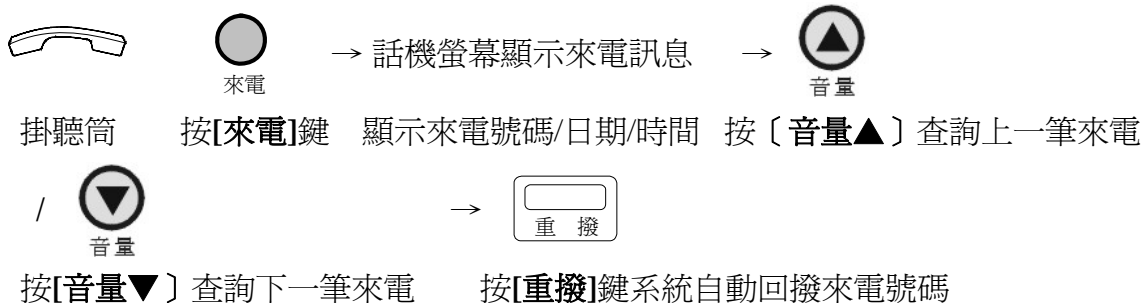 → 話機螢幕顯示來電訊息 →
來電 音量
掛聽筒 按[來電]鍵 顯示來電號碼/日期/時間 按〔音量▲〕查詢上一筆來電
/ → 重 撥
音量
按[音量▼〕查詢下一筆來電 按[重撥]鍵系統自動回撥來電號碼